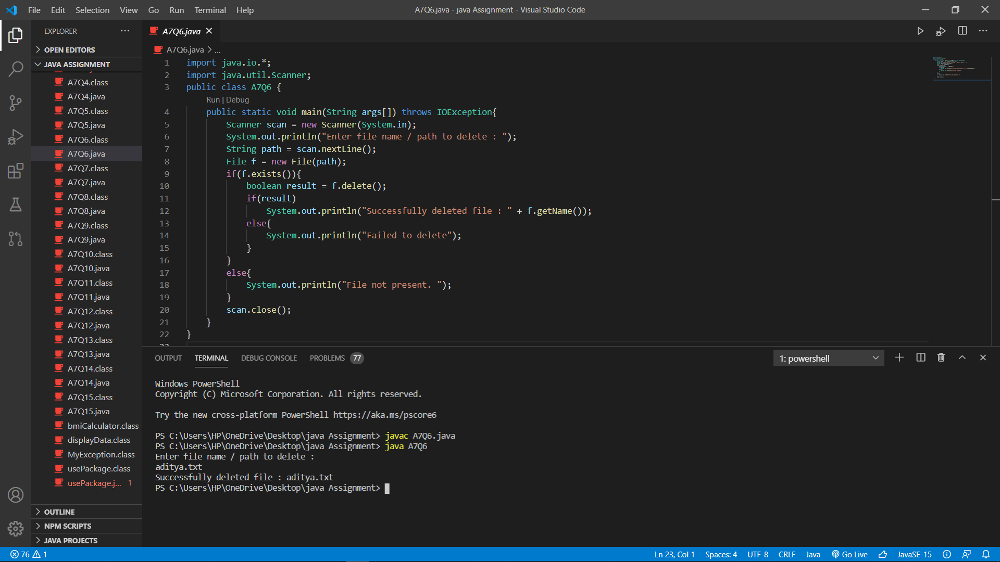 File Edit Selection View Go Run Terminal Help
A7Q6.java - java Assignment - Visual Studio Code
EXPLORER
OPEN EDITORS
JAVA ASSIGNMENT
A7Q4.class
A7Q4.java
A7Q5.class
A7Q5.java
A7Q6.class
A7Q6.java
A7Q7.class
A7Q7.java
A7Q8.class
A7Q8.java
A7Q9.class
A7Q9.java
A7Q10.class
A7Q10.java
A7Q11.class
A7Q11.java
A7Q12.class
A7Q12.java
A7Q13.class
A7Q13.java
A7Q14.class
A7Q14.java
A7Q15.class
A7Q15.java
bmiCalculator.class
displayData.class
MyException.class
usePackage.class
usePackage.j... 1
OUTLINE
NPM SCRIPTS
JAVA PROJECTS
A7Q6.java
A7Q6.java > ...
1 import java.io.*;
2 import java.util.Scanner;
3 public class A7Q6 {
Run | Debug
4 public static void main(String args[]) throws IOException{
5 Scanner scan = new Scanner(System.in);
6 System.out.println("Enter file name / path to delete : ");
7 String path = scan.nextLine();
8 File f = new File(path);
9 if(f.exists()){
10 boolean result = f.delete();
11 if(result)
12 System.out.println("Successfully deleted file : " + f.getName());
13 else{
14 System.out.println("Failed to delete");
15 }
16 }
17 else{
18 System.out.println("File not present. ");
19 }
20 scan.close();
21 }
22 }
23
OUTPUT TERMINAL DEBUG CONSOLE PROBLEMS 77
1: powershell
Windows PowerShell
Copyright (C) Microsoft Corporation. All rights reserved.
Try the new cross-platform PowerShell https://aka.ms/pscore6
PS C:\Users\HP\OneDrive\Desktop\java Assignment> javac A7Q6.java
PS C:\Users\HP\OneDrive\Desktop\java Assignment> java A7Q6
Enter file name / path to delete :
aditya.txt
Successfully deleted file : aditya.txt
PS C:\Users\HP\OneDrive\Desktop\java Assignment>
76 1
Ln 23, Col 1 Spaces: 4 UTF-8 CRLF Java Go Live JavaSE-15